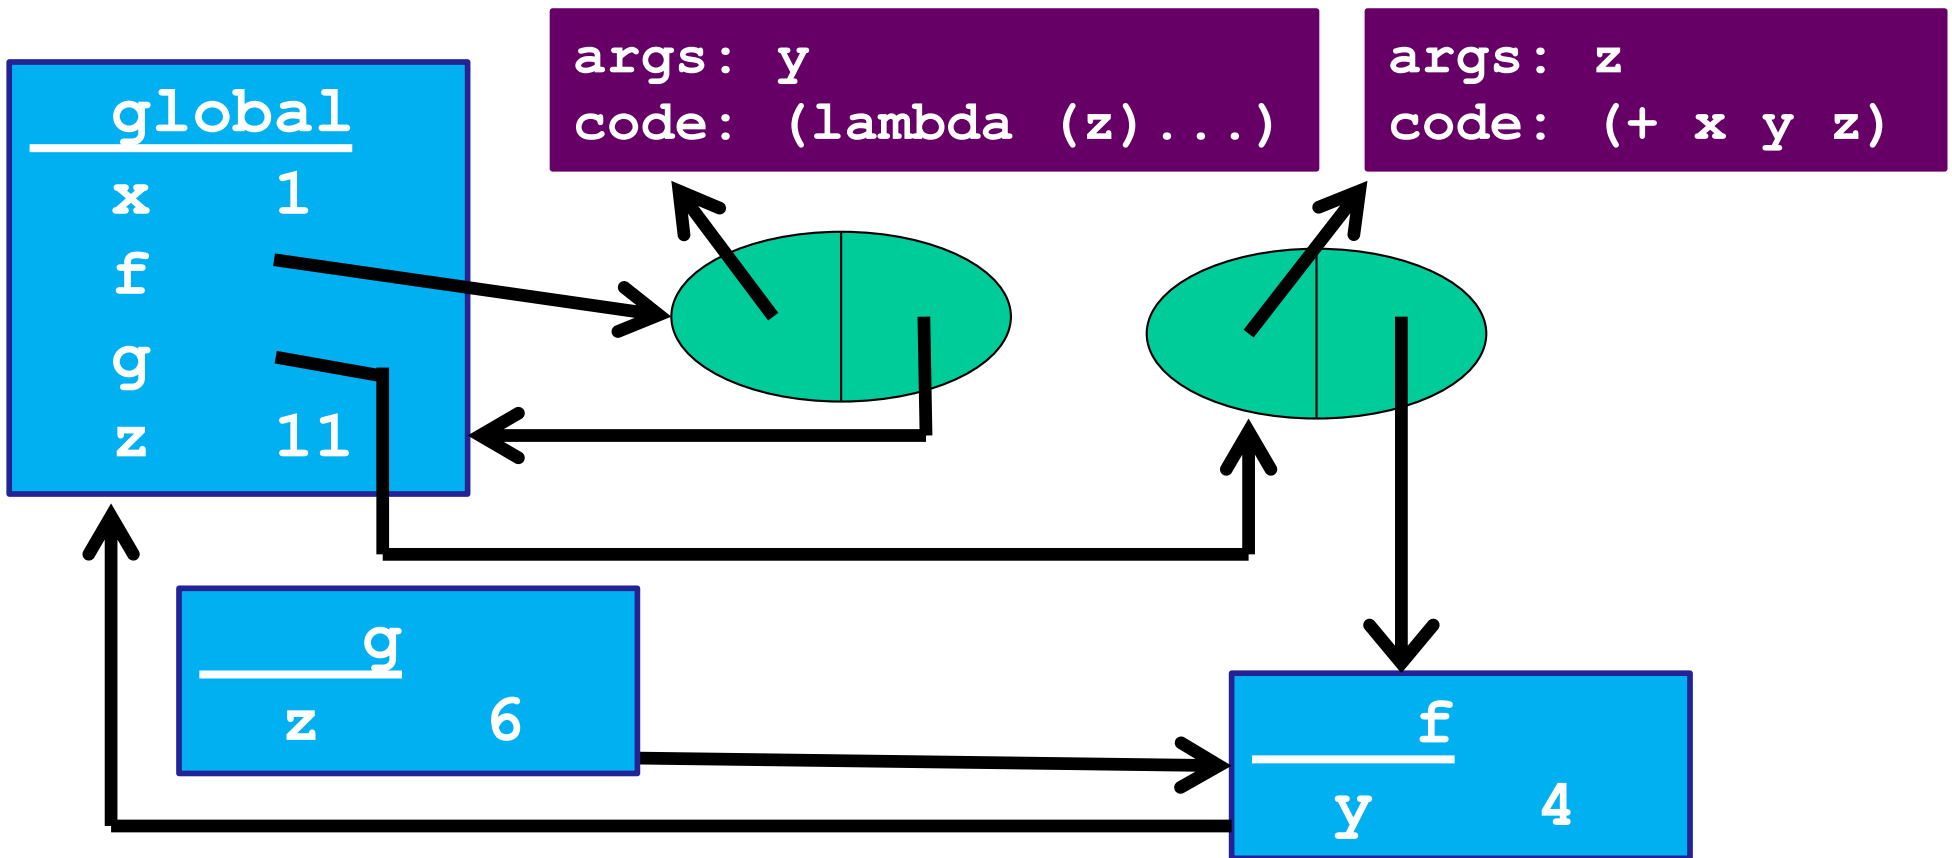 global
x 1
f
g
z 11
args: y
code: (lambda (z)...)
args: z
code: (+ x y z)
g
z 6
f
y 4